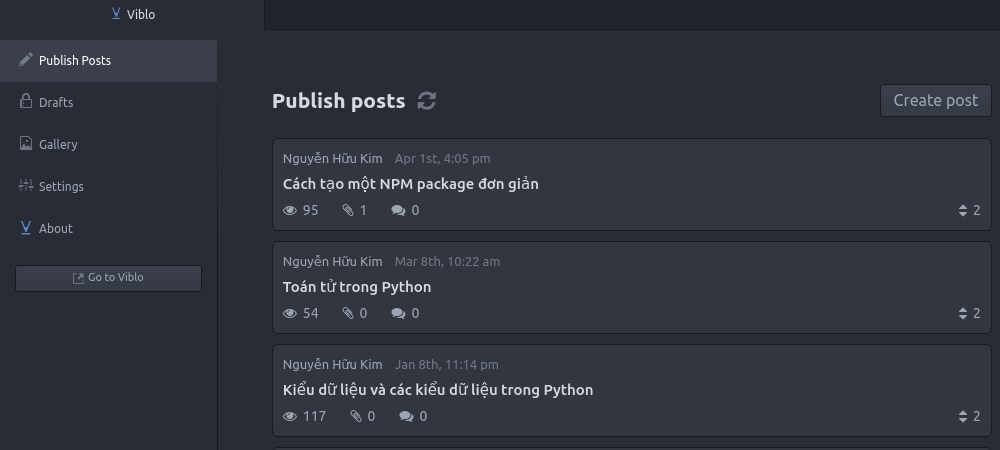 Viblo
Publish Posts
Drafts
Gallery
Settings
About
Go to Viblo
Publish posts
Create post
Nguyễn Hữu Kim Apr 1st, 4:05 pm
Cách tạo một NPM package đơn giản
95 1 0 2
Nguyễn Hữu Kim Mar 8th, 10:22 am
Toán tử trong Python
54 0 0 2
Nguyễn Hữu Kim Jan 8th, 11:14 pm
Kiểu dữ liệu và các kiểu dữ liệu trong Python
117 0 0 2